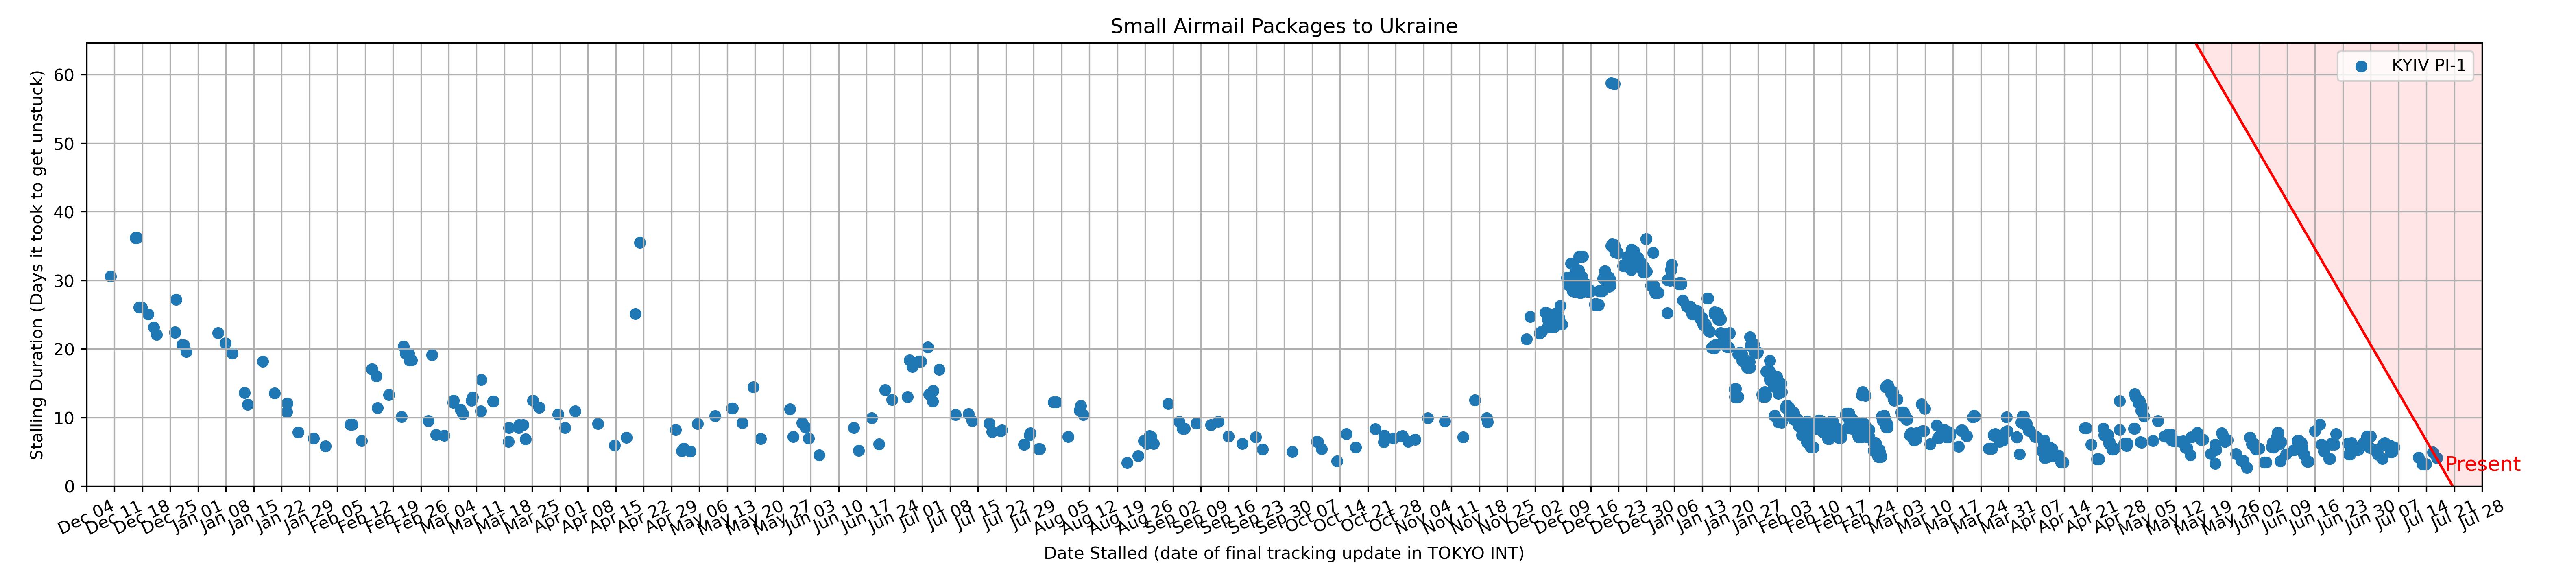 Small Airmail Packages to Ukraine
KYIV PI-1
Stalling Duration (Days it took to get unstuck)
60
50
40
30
20
10
0
Present
Dec 04
Dec 11
Dec 18
Dec 25
Jan 01
Jan 08
Jan 15
Jan 22
Jan 29
Feb 05
Feb 12
Feb 19
Feb 26
Mar 04
Mar 11
Mar 18
Mar 25
Apr 01
Apr 08
Apr 15
Apr 22
Apr 29
May 06
May 13
May 20
May 27
Jun 03
Jun 10
Jun 17
Jun 24
Jul 01
Jul 08
Jul 15
Jul 22
Jul 29
Aug 05
Aug 12
Aug 19
Aug 26
Sep 02
Sep 09
Sep 16
Sep 23
Sep 30
Oct 07
Oct 14
Oct 21
Oct 28
Nov 04
Nov 11
Nov 18
Nov 25
Dec 02
Dec 09
Dec 16
Dec 23
Dec 30
Jan 06
Jan 13
Jan 20
Jan 27
Feb 03
Feb 10
Feb 17
Feb 24
Mar 03
Mar 10
Mar 17
Mar 24
Mar 31
Apr 07
Apr 14
Apr 21
Apr 28
May 05
May 12
May 19
May 26
Jun 02
Jun 09
Jun 16
Jun 23
Jun 30
Jul 07
Jul 14
Jul 21
Jul 28
Date Stalled (date of final tracking update in TOKYO INT)